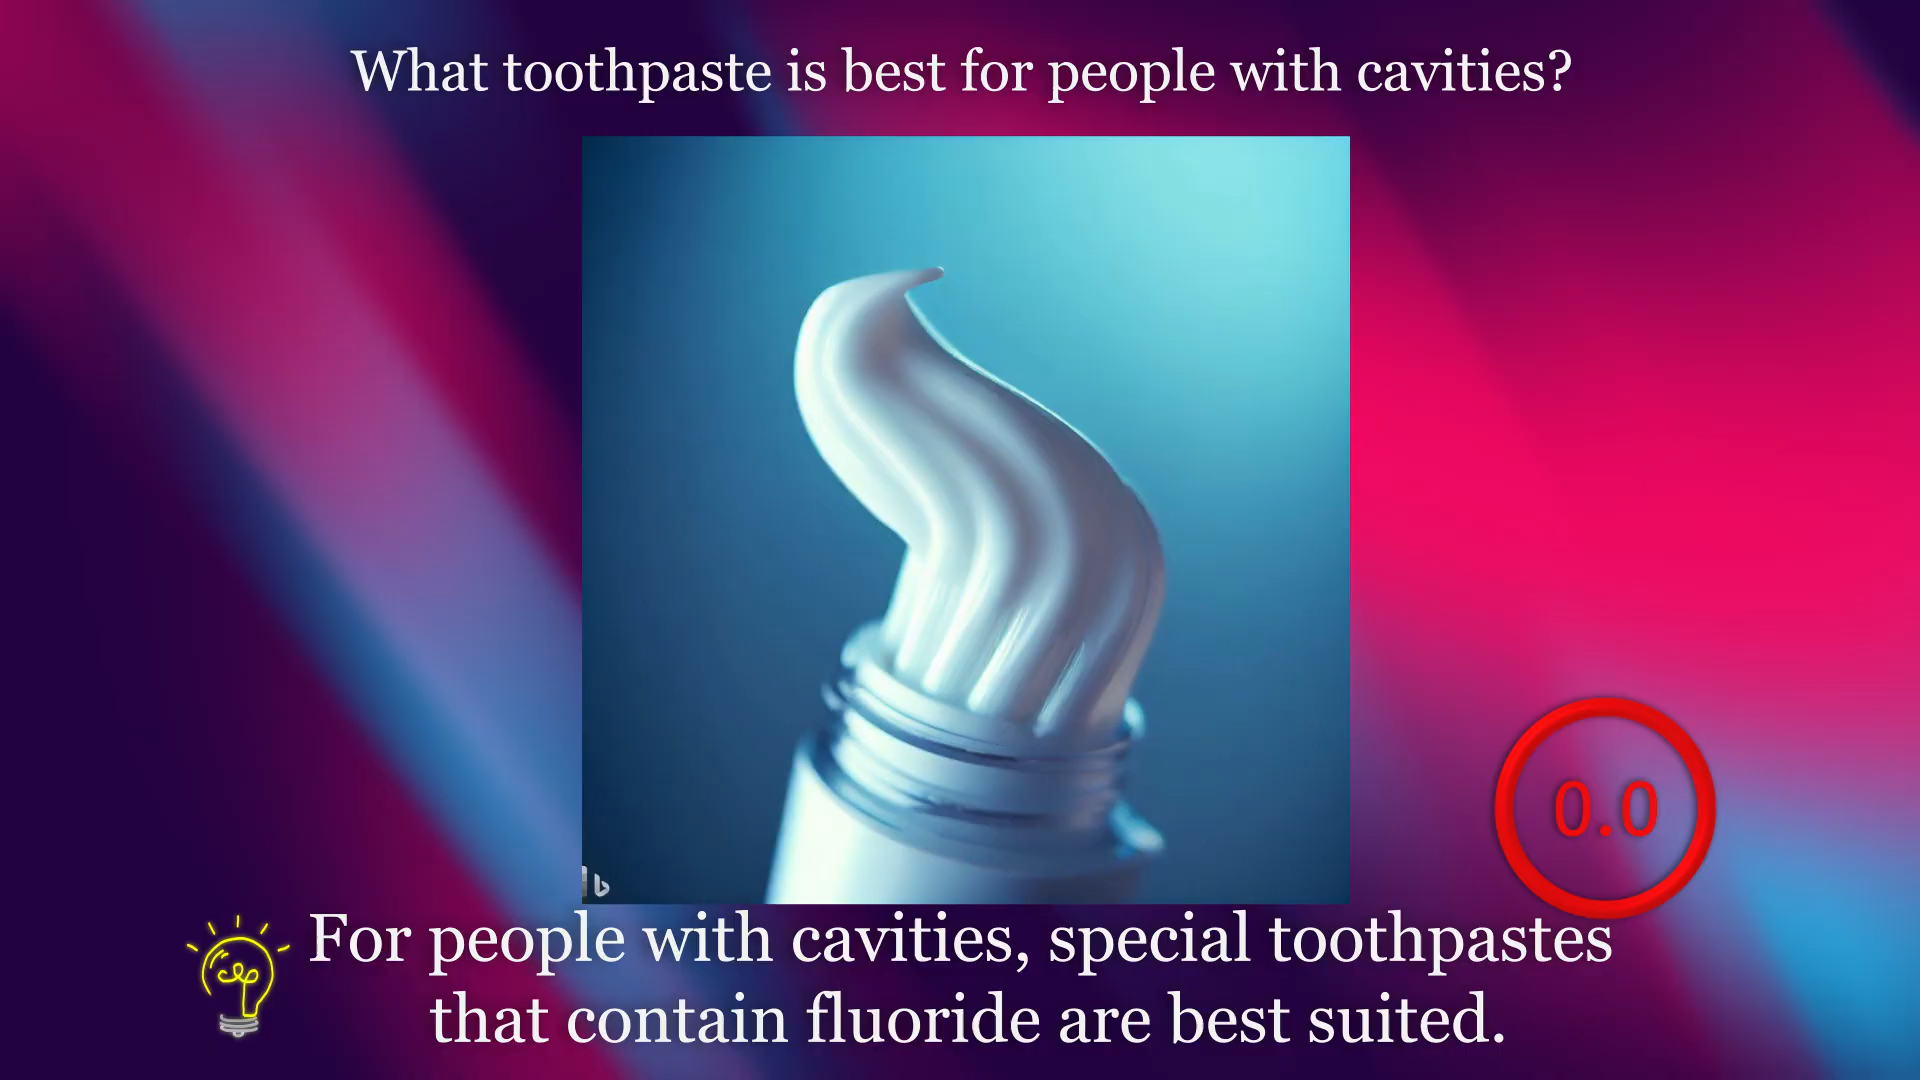 What toothpaste is best for people with cavities?
0.0
For people with cavities, special toothpastes
that contain fluoride are best suited.